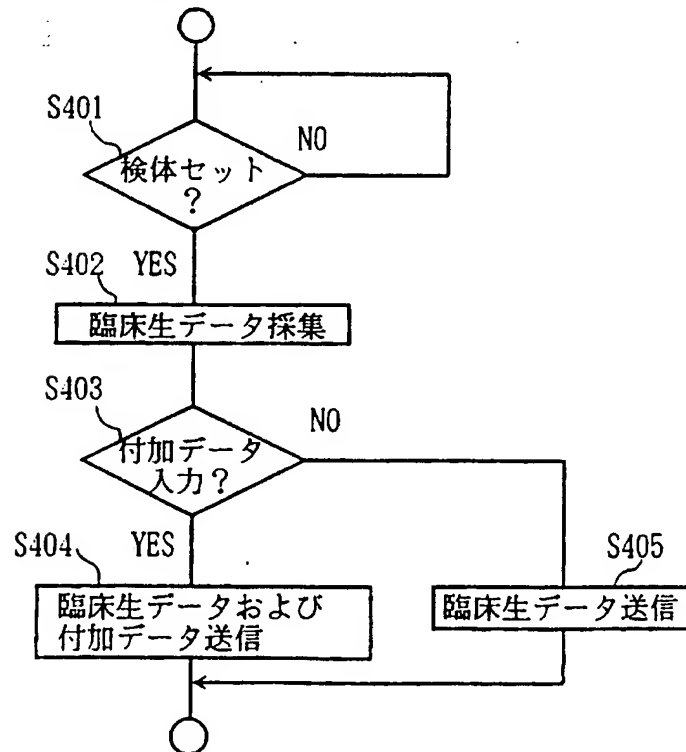 S401
NO
検体セット
?
S402
YES
臨床生データ採集
S403
NO
付加データ
入力?
S404
YES
S405
臨床生データおよび
付加データ送信
臨床生データ送信